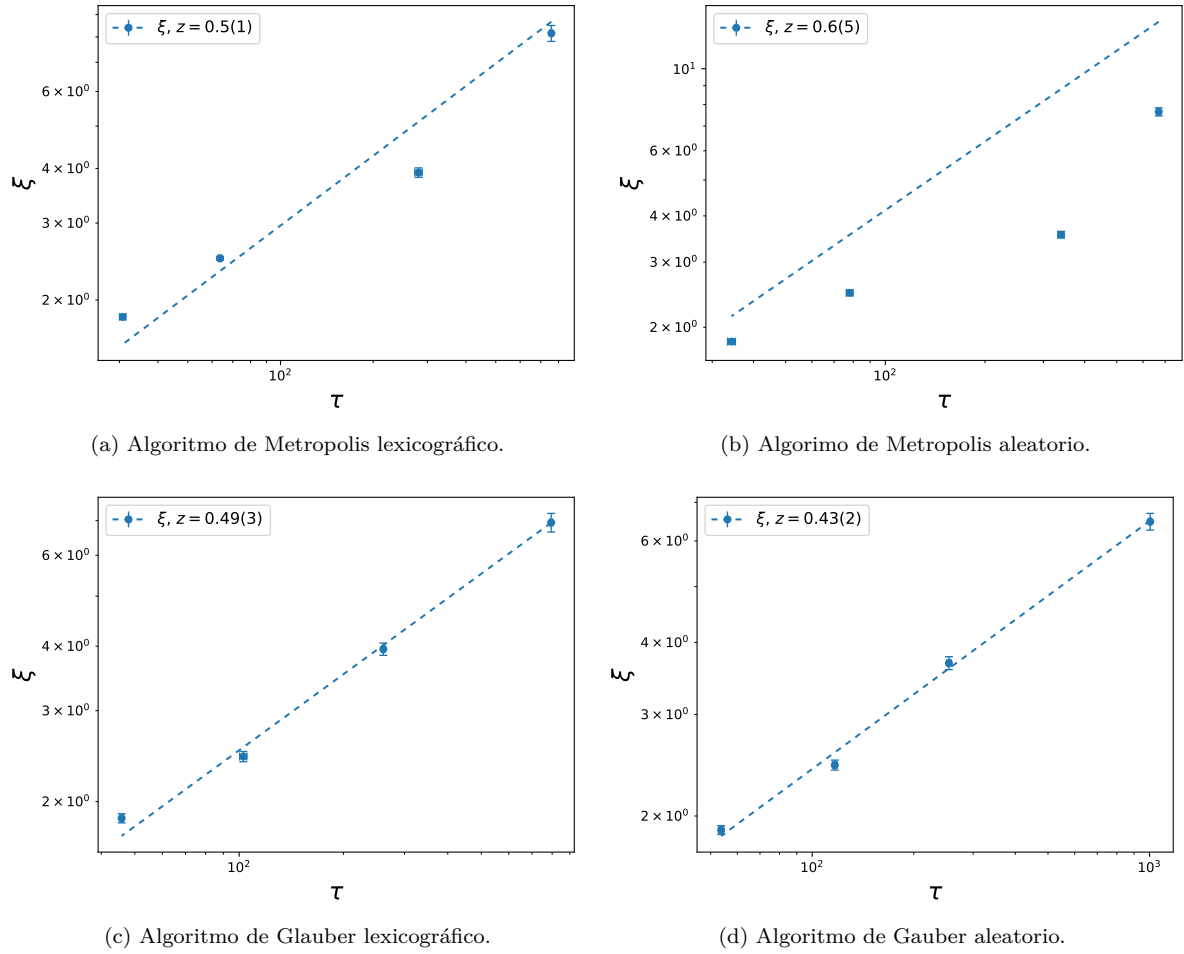 ξ, z = 0.5(1)
6 × 10⁰
4 × 10⁰
3 × 10⁰
2 × 10⁰
ξ
10²
τ
(a) Algoritmo de Metropolis lexicográfico.
ξ, z = 0.6(5)
10¹
6 × 10⁰
4 × 10⁰
3 × 10⁰
2 × 10⁰
ξ
10²
τ
(b) Algorimo de Metropolis aleatorio.
ξ, z = 0.49(3)
6 × 10⁰
4 × 10⁰
3 × 10⁰
2 × 10⁰
ξ
10²
τ
(c) Algoritmo de Glauber lexicográfico.
ξ, z = 0.43(2)
6 × 10⁰
4 × 10⁰
3 × 10⁰
2 × 10⁰
ξ
10²
10³
τ
(d) Algoritmo de Gauber aleatorio.